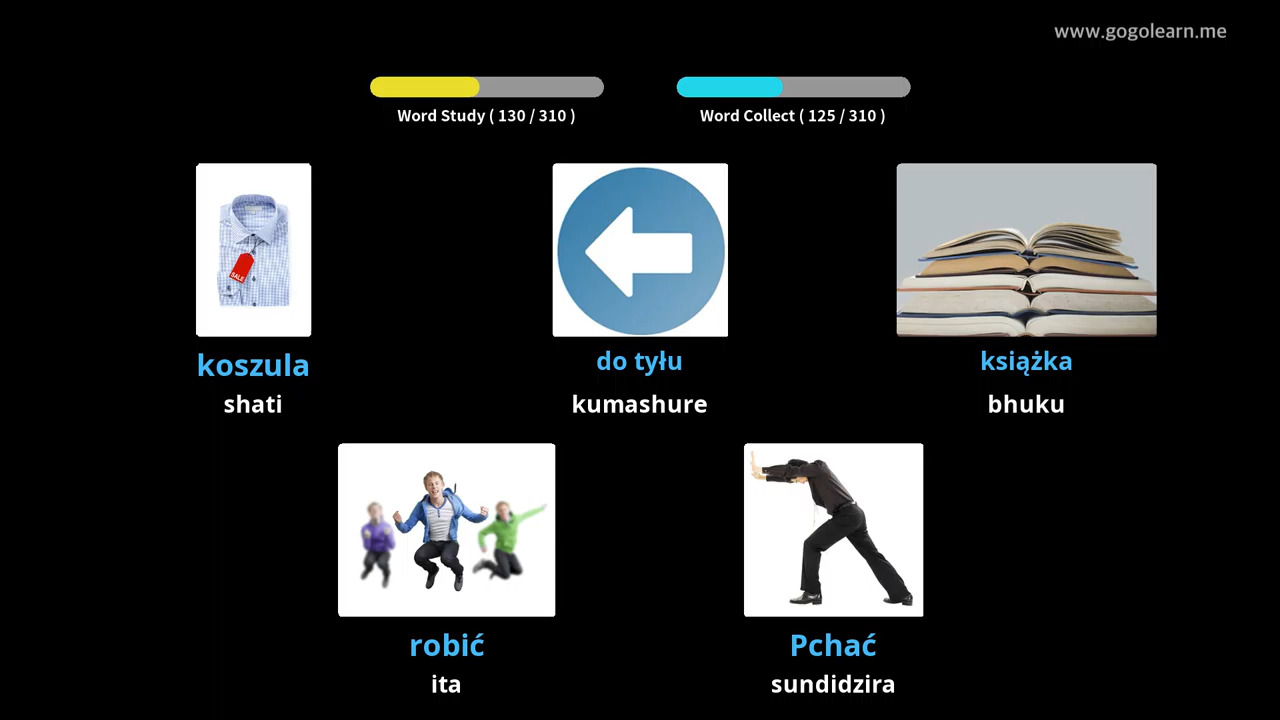 www.gogolearn.me
Word Study ( 130 / 310 )
Word Collect ( 125 / 310 )
SALE
koszula
do tyłu
książka
shati
kumashure
bhuku
robić
Pchać
ita
sundidzira